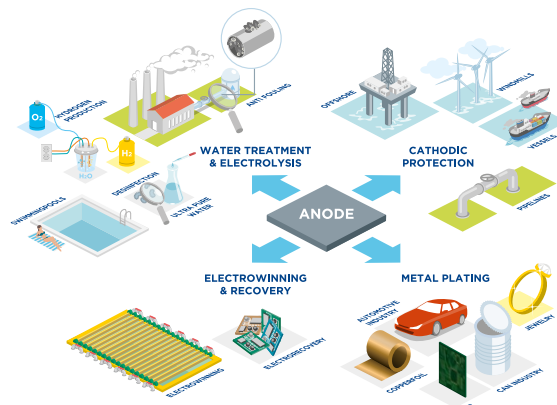 HYDROGEN
PRODUCTION
O2
H2
H2O
ANTI-FOULING
WATER TREATMENT
& ELECTROLYSIS
DESINFECTION
ULTRA PURE
WATER
SWIMMINGPOOLS
OFFSHORE
WINDMILLS
VESSELS
CATHODIC
PROTECTION
PIPELINES
ANODE
ELECTROWINNING
& RECOVERY
ELECTROWINNING
ELECTRORECOVERY
METAL PLATING
AUTOMOTIVE
INDUSTRY
JEWELRY
COPPERFOIL
CAN INDUSTRY